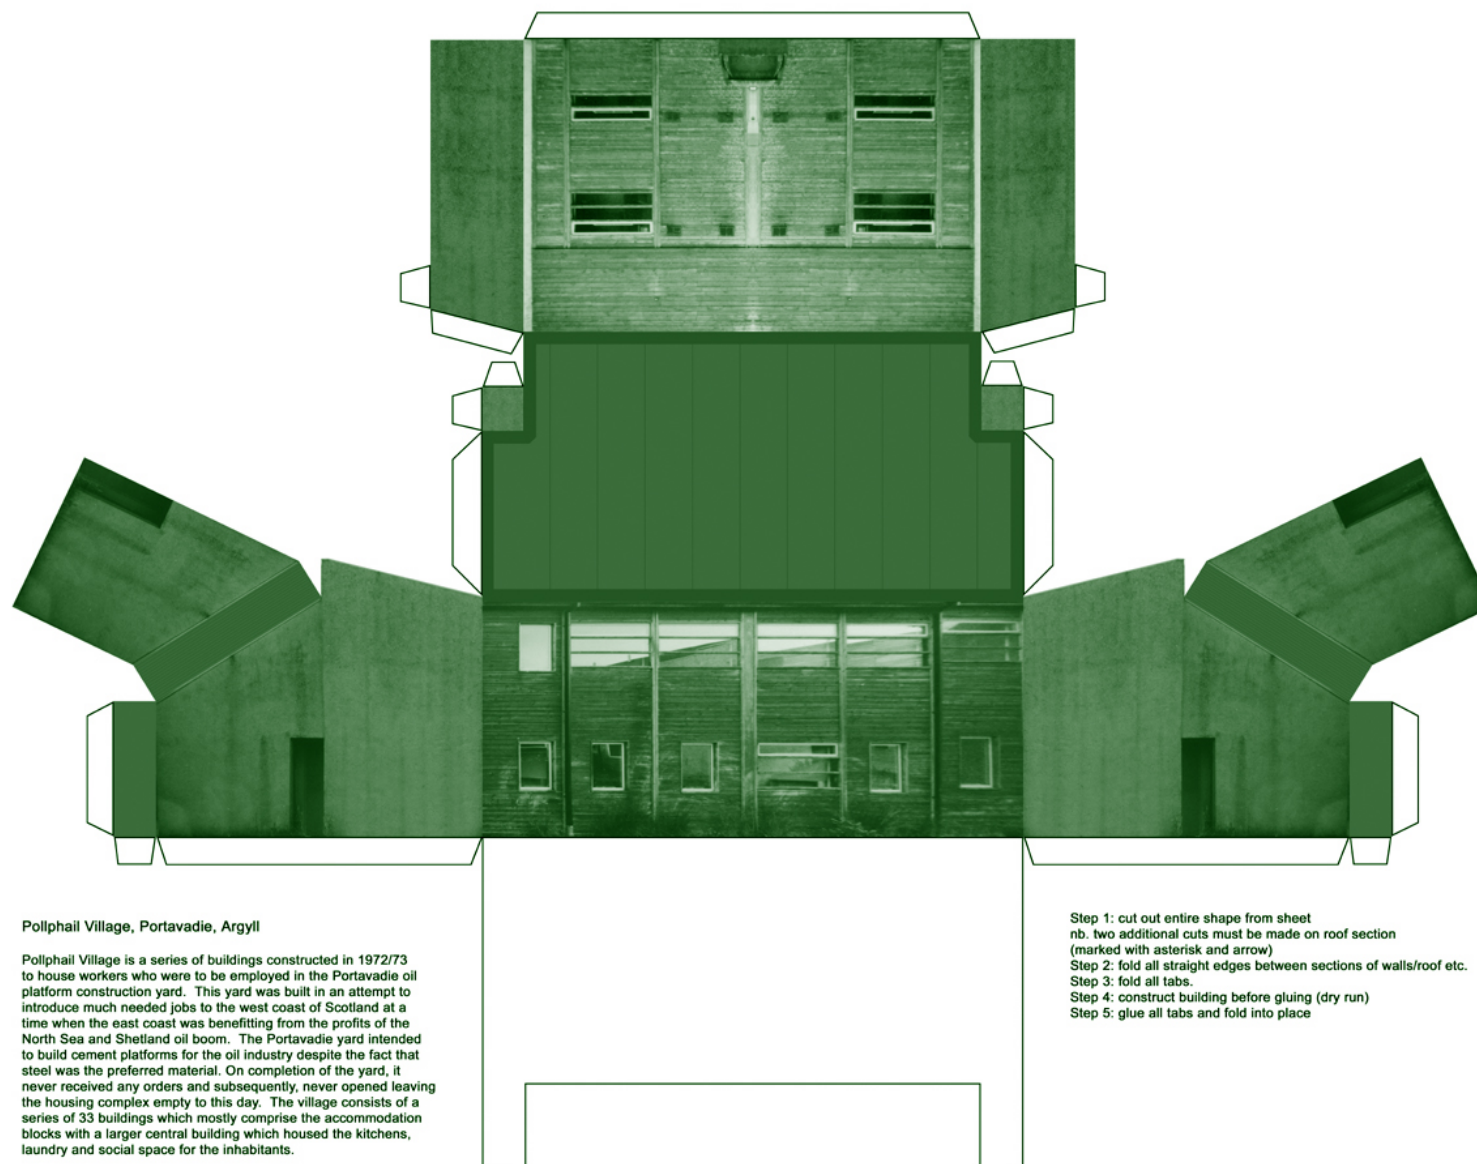 Pollphail Village, Portavadie, Argyll
Pollphail Village is a series of buildings constructed in 1972/73
to house workers who were to be employed in the Portavadie oil
platform construction yard.  This yard was built in an attempt to
introduce much needed jobs to the west coast of Scotland at a
time when the east coast was benefitting from the profits of the
North Sea and Shetland oil boom.  The Portavadie yard intended
to build cement platforms for the oil industry despite the fact that
steel was the preferred material. On completion of the yard, it
never received any orders and subsequently, never opened leaving
the housing complex empty to this day.  The village consists of a
series of 33 buildings which mostly comprise the accommodation
blocks with a larger central building which housed the kitchens,
laundry and social space for the inhabitants.
Step 1: cut out entire shape from sheet
nb. two additional cuts must be made on roof section
(marked with asterisk and arrow)
Step 2: fold all straight edges between sections of walls/roof etc.
Step 3: fold all tabs.
Step 4: construct building before gluing (dry run)
Step 5: glue all tabs and fold into place